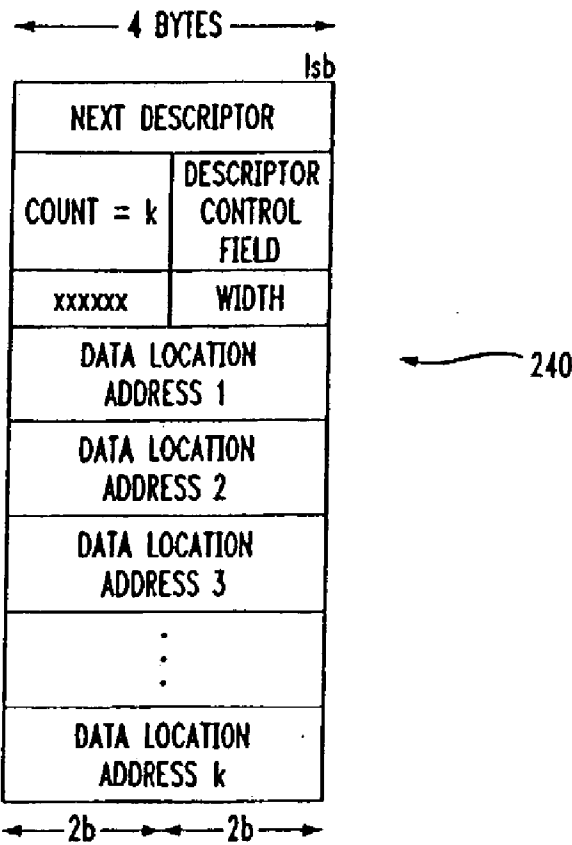 4 BYTES
lsb
NEXT DESCRIPTOR
COUNT = k
DESCRIPTOR
CONTROL
FIELD
xxxxxx
WIDTH
DATA LOCATION
ADDRESS 1
240
DATA LOCATION
ADDRESS 2
DATA LOCATION
ADDRESS 3
DATA LOCATION
ADDRESS k
2b
2b